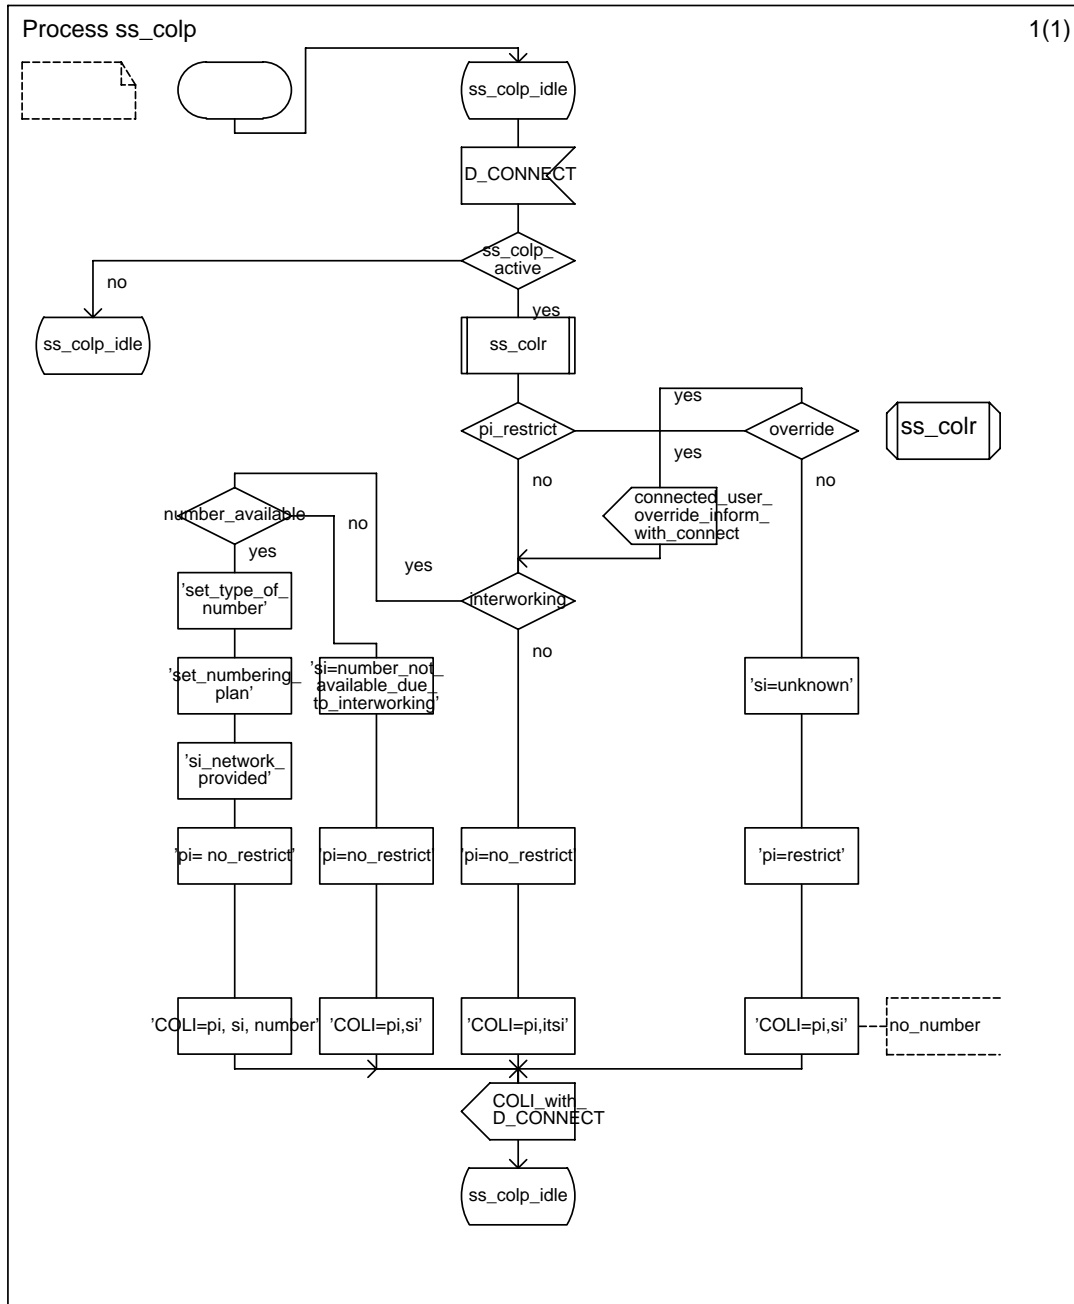 Process ss_colp
1(1)
ss_colp_idle
D_CONNECT
ss_colp_
active
no
yes
ss_colp_idle
ss_colr
yes
pi_restrict
override
ss_colr
yes
no
no
connected_user_
override_inform_
with_connect
number_available
no
yes
yes
'set_type_of_
number'
interworking
no
'set_numbering_
plan'
'si=number_not_
available_due_
to_interworking'
'si=unknown'
'si_network_
provided'
'pi= no_restrict'
'pi=no_restrict'
'pi=no_restrict'
'pi=restrict'
'COLI=pi, si, number'
'COLI=pi,si'
'COLI=pi,itsi'
'COLI=pi,si'
no_number
COLI_with_
D_CONNECT
ss_colp_idle